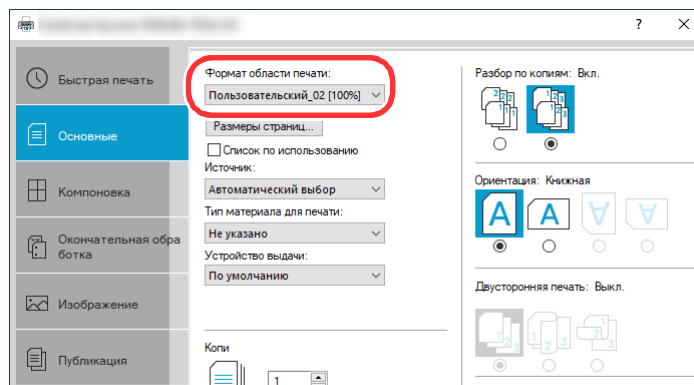 ?
Быстрая печать
Основные
Компоновка
Окончательная обра
ботка
Изображение
Публикация
Формат области печати:
Пользовательский_02 [100%]
Размеры страниц...
Список по использованию
Источник:
Автоматический выбор
Тип материала для печати:
Не указано
Устройство выдачи:
По умолчанию
Копи
1
Разбор по копиям: Вкл.
Ориентация: Книжная
Двусторонняя печать: Выкл.